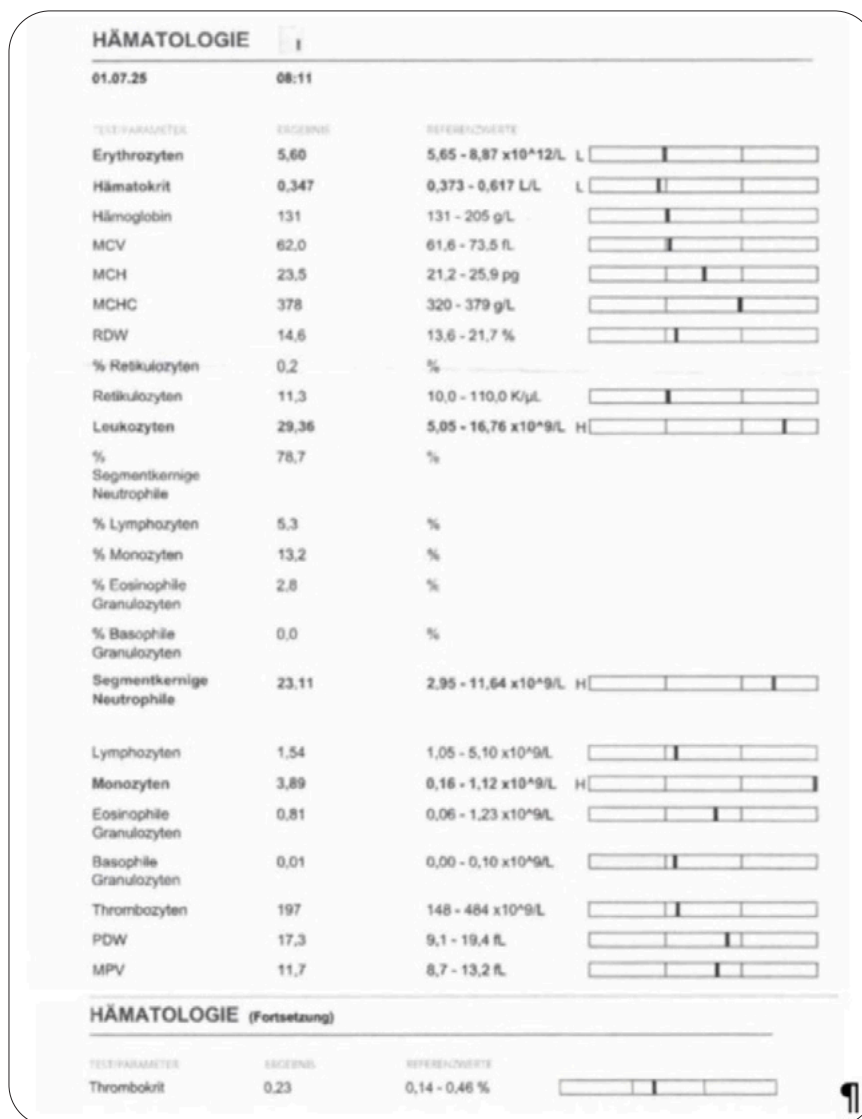 HÄMATOLOGIE
01.07.25 08:11
TEST/PARAMETER ERGEBNIS REFERENZWERTE
Erythrozyten 5,60 5,65 - 8,87 x10^12/L L
Hämatokrit 0,347 0,373 - 0,617 L/L L
Hämoglobin 131 131 - 205 g/L
MCV 62,0 61,6 - 73,5 fL
MCH 23,5 21,2 - 25,9 pg
MCHC 378 320 - 379 g/L
RDW 14,6 13,6 - 21,7 %
% Retikulozyten 0,2 %
Retikulozyten 11,3 10,0 - 110,0 K/µL
Leukozyten 29,36 5,05 - 16,76 x10^9/L H
% 78,7 %
Segmentkernige
Neutrophile
% Lymphozyten 5,3 %
% Monozyten 13,2 %
% Eosinophile 2,8 %
Granulozyten
% Basophile 0,0 %
Granulozyten
Segmentkernige 23,11 2,95 - 11,64 x10^9/L H
Neutrophile
Lymphozyten 1,54 1,05 - 5,10 x10^9/L
Monozyten 3,89 0,16 - 1,12 x10^9/L H
Eosinophile 0,81 0,06 - 1,23 x10^9/L
Granulozyten
Basophile 0,01 0,00 - 0,10 x10^9/L
Granulozyten
Thrombozyten 197 148 - 484 x10^9/L
PDW 17,3 9,1 - 19,4 fL
MPV 11,7 8,7 - 13,2 fL
HÄMATOLOGIE (Fortsetzung)
TEST/PARAMETER ERGEBNIS REFERENZWERTE
Thrombokrit 0,23 0,14 - 0,46 %
¶